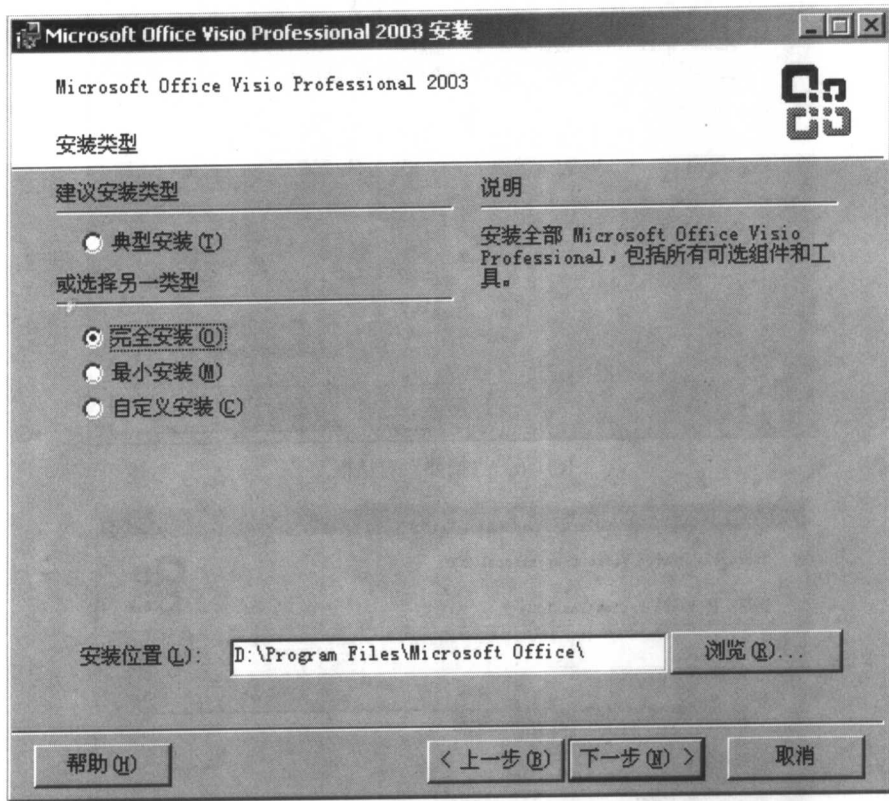 Microsoft Office Visio Professional 2003 安装
Microsoft Office Visio Professional 2003
安装类型
建议安装类型
典型安装(T)
或选择另一类型
完全安装(O)
最小安装(M)
自定义安装(C)
说明
安装全部 Microsoft Office Visio
Professional，包括所有可选组件和工
具。
安装位置(L)：
D:\Program Files\Microsoft Office\
浏览(R)...
帮助(H)
< 上一步(B)
下一步(N) >
取消